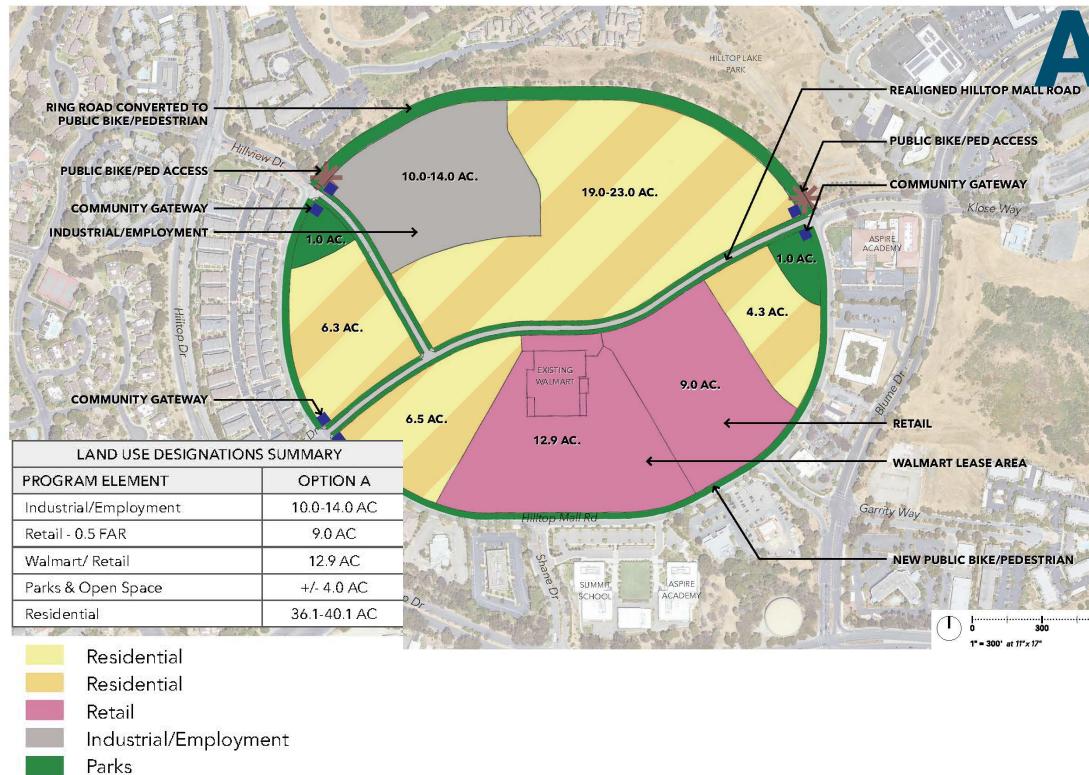 A
HILLTOP LAKE
PARK
REALIGNED HILLTOP MALL ROAD
RING ROAD CONVERTED TO
PUBLIC BIKE/PEDESTRIAN
PUBLIC BIKE/PED ACCESS
Hillview Dr
PUBLIC BIKE/PED ACCESS
10.0-14.0 AC.
19.0-23.0 AC.
COMMUNITY GATEWAY
COMMUNITY GATEWAY
Klose Way
INDUSTRIAL/EMPLOYMENT
1.0 AC.
ASPIRE
ACADEMY
1.0 AC.
Hilltop Dr
6.3 AC.
4.3 AC.
EXISTING
WALMART
9.0 AC.
Blume Dr
COMMUNITY GATEWAY
6.5 AC.
RETAIL
12.9 AC.
Dr
WALMART LEASE AREA
LAND USE DESIGNATIONS SUMMARY
PROGRAM ELEMENT OPTION A
Industrial/Employment 10.0-14.0 AC
Retail - 0.5 FAR 9.0 AC
Walmart/ Retail 12.9 AC
Parks & Open Space +/- 4.0 AC
Residential 36.1-40.1 AC
Hilltop Mall Rd
Garrity Way
NEW PUBLIC BIKE/PEDESTRIAN
Shane Dr
SUMMIT
SCHOOL
ASPIRE
ACADEMY
p Dr
0 300
1" = 300' at 11"x 17"
Residential
Residential
Retail
Industrial/Employment
Parks